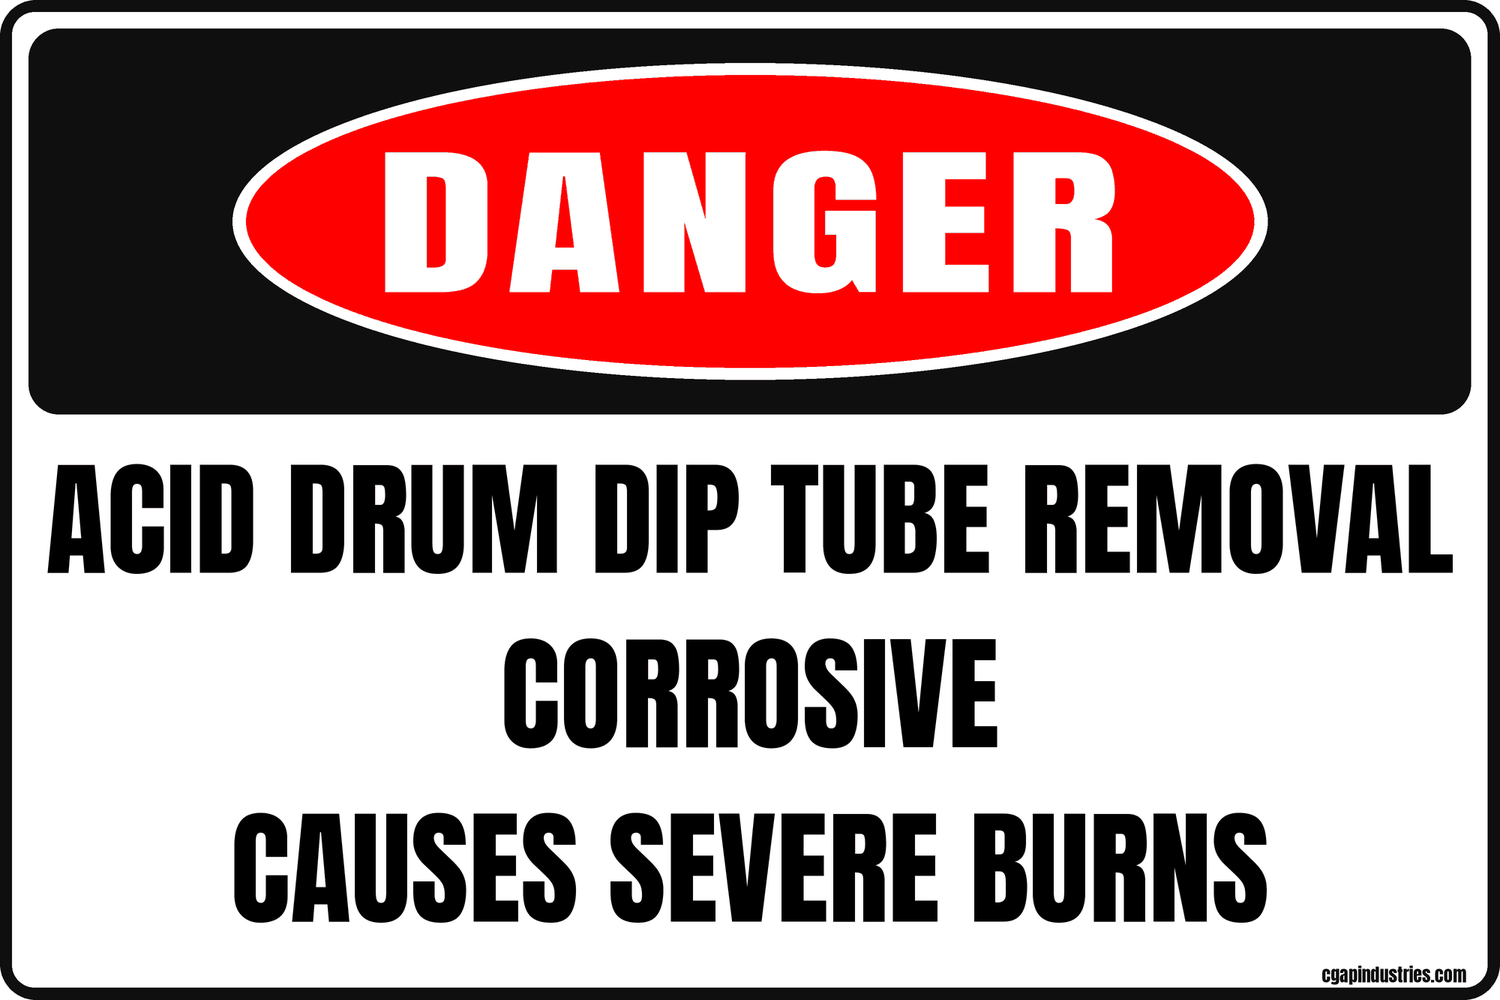 DANGER
ACID DRUM DIP TUBE REMOVAL
CORROSIVE
CAUSES SEVERE BURNS
cgapindustries.com